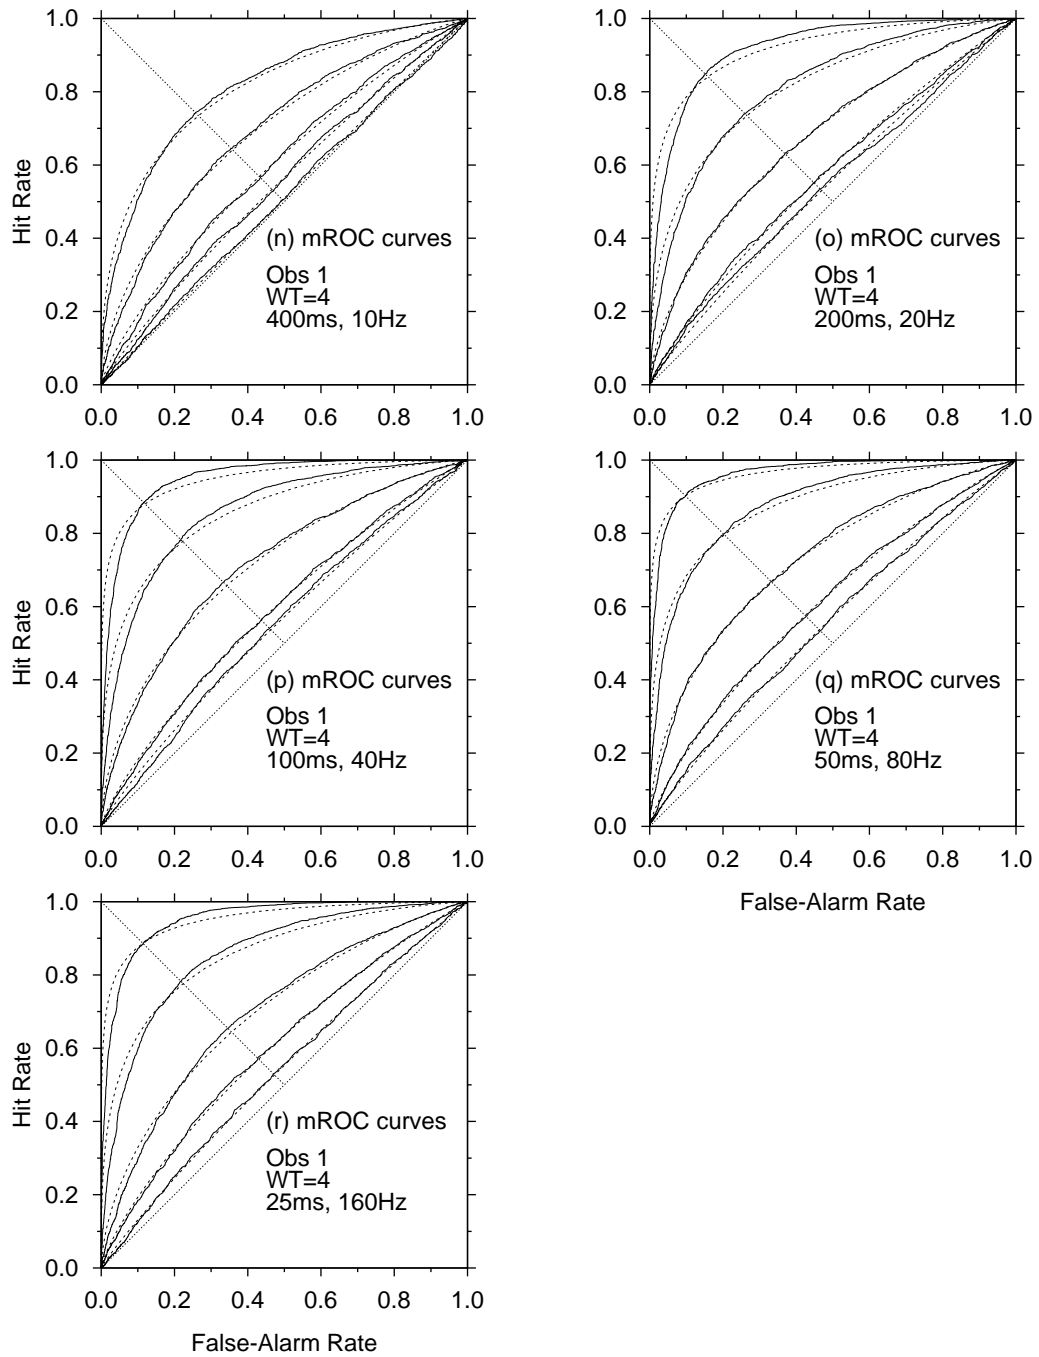 1.0
0.8
0.6
0.4
0.2
0.0
Hit Rate
0.0 0.2 0.4 0.6 0.8 1.0
(n) mROC curves
Obs 1
WT=4
400ms, 10Hz
1.0
0.8
0.6
0.4
0.2
0.0
0.0 0.2 0.4 0.6 0.8 1.0
(o) mROC curves
Obs 1
WT=4
200ms, 20Hz
1.0
0.8
0.6
0.4
0.2
0.0
Hit Rate
0.0 0.2 0.4 0.6 0.8 1.0
(p) mROC curves
Obs 1
WT=4
100ms, 40Hz
1.0
0.8
0.6
0.4
0.2
0.0
0.0 0.2 0.4 0.6 0.8 1.0
False-Alarm Rate
(q) mROC curves
Obs 1
WT=4
50ms, 80Hz
1.0
0.8
0.6
0.4
0.2
0.0
Hit Rate
0.0 0.2 0.4 0.6 0.8 1.0
False-Alarm Rate
(r) mROC curves
Obs 1
WT=4
25ms, 160Hz